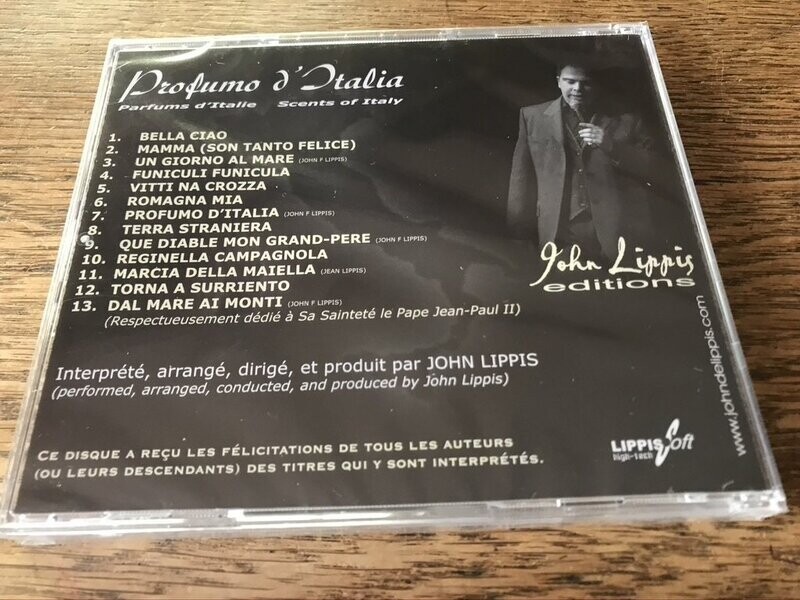 Profumo d'Italia
Parfums d'Italie Scents of Italy
1. BELLA CIAO
2. MAMMA (SON TANTO FELICE)
3. UN GIORNO AL MARE (JOHN F LIPPIS)
4. FUNICULI FUNICULA
5. VITTI NA CROZZA
6. ROMAGNA MIA
7. PROFUMO D'ITALIA (JOHN F LIPPIS)
8. TERRA STRANIERA
9. QUE DIABLE MON GRAND-PERE (JOHN F LIPPIS)
10. REGINELLA CAMPAGNOLA
11. MARCIA DELLA MAIELLA (JEAN LIPPIS)
12. TORNA A SURRIENTO
13. DAL MARE AI MONTI (JOHN F LIPPIS)
(Respectueusement dédié à Sa Sainteté le Pape Jean-Paul II)
John Lippis
editions
Interprété, arrangé, dirigé, et produit par JOHN LIPPIS
(performed, arranged, conducted, and produced by John Lippis)
CE DISQUE A REÇU LES FÉLICITATIONS DE TOUS LES AUTEURS
(OU LEURS DESCENDANTS) DES TITRES QUI Y SONT INTERPRÉTÉS.
LIPPISSoft
high-tech
www.johndelippis.com